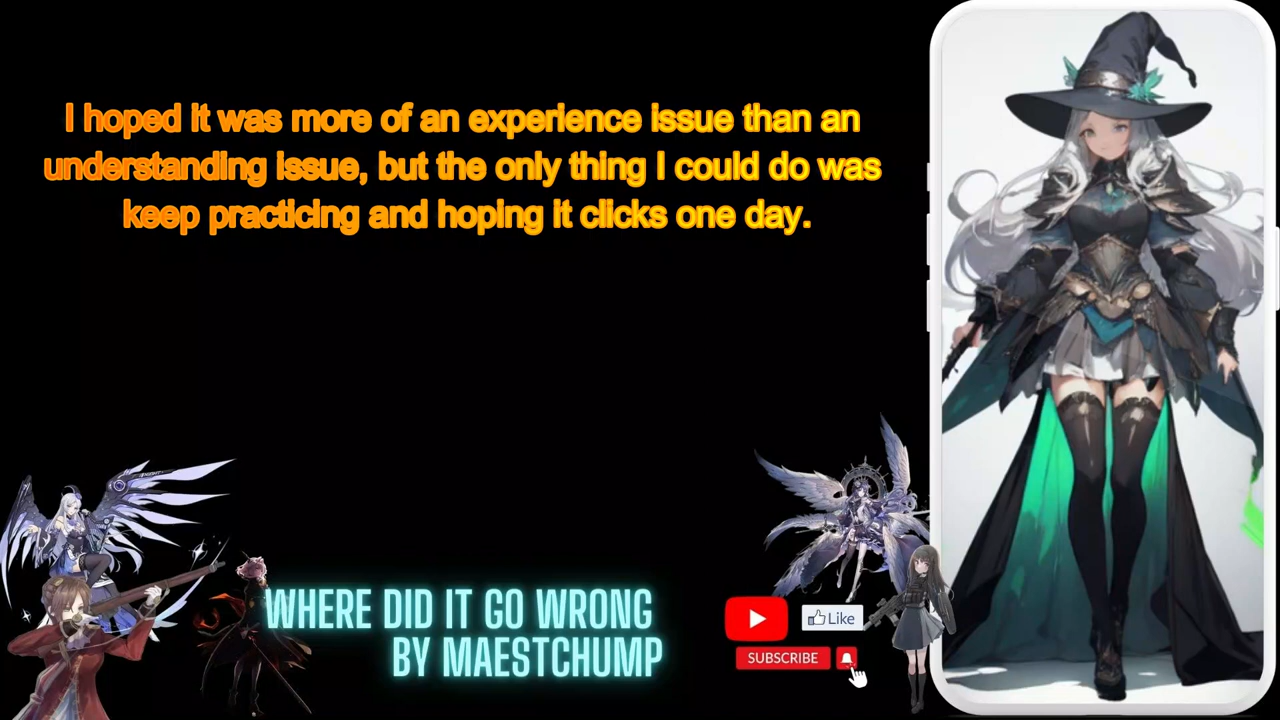 I hoped it was more of an experience issue than an
understanding issue, but the only thing I could do was
keep practicing and hoping it clicks one day.
WHERE DID IT GO WRONG
BY MAESTCHUMP
Like
SUBSCRIBE